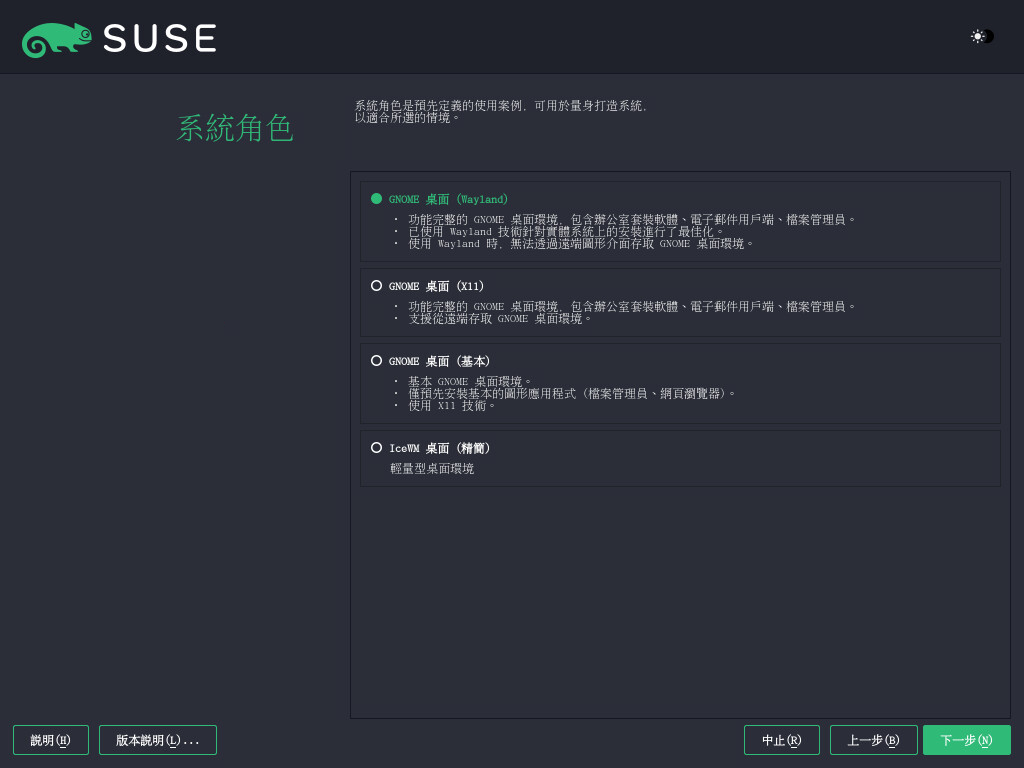 SUSE
系統角色
系統角色是預先定義的使用案例，可用於量身打造系統，
以適合所選的情境。
GNOME 桌面 (Wayland)
• 功能完整的 GNOME 桌面環境，包含辦公室套裝軟體、電子郵件用戶端、檔案管理員。
• 已使用 Wayland 技術針對實體系統上的安裝進行了最佳化。
• 使用 Wayland 時，無法透過遠端圖形介面存取 GNOME 桌面環境。
GNOME 桌面 (X11)
• 功能完整的 GNOME 桌面環境，包含辦公室套裝軟體、電子郵件用戶端、檔案管理員。
• 支援從遠端存取 GNOME 桌面環境。
GNOME 桌面 (基本)
• 基本 GNOME 桌面環境。
• 僅預先安裝基本的圖形應用程式 (檔案管理員、網頁瀏覽器)。
• 使用 X11 技術。
IceWM 桌面 (精簡)
輕量型桌面環境
説明(H)
版本説明(L)...
中止(R)
上一步(B)
下一步(N)